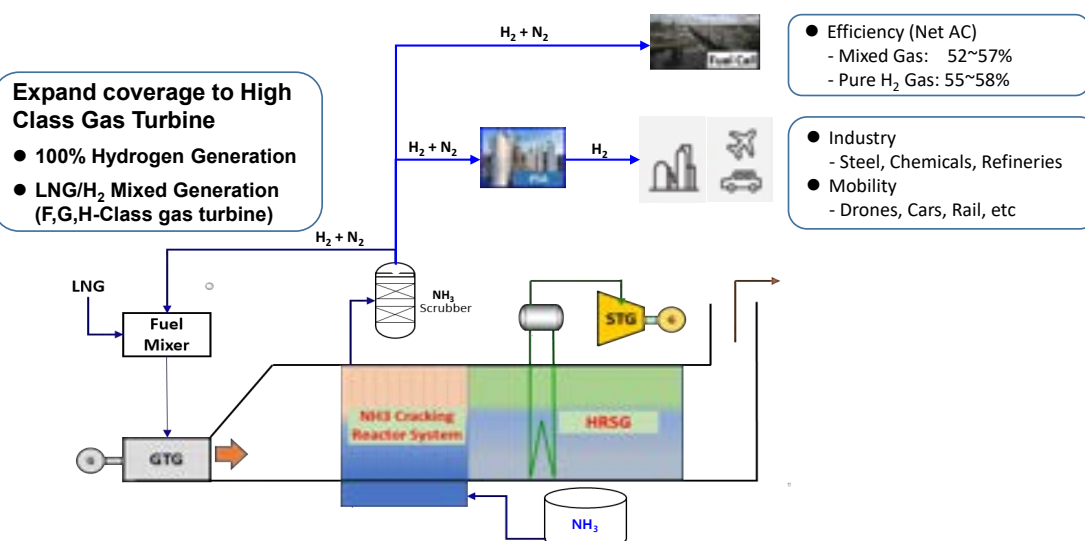 H₂ + N₂
Fuel Cell
● Efficiency (Net AC)
- Mixed Gas: 52~57%
- Pure H₂ Gas: 55~58%
Expand coverage to High
Class Gas Turbine
● 100% Hydrogen Generation
● LNG/H₂ Mixed Generation
(F,G,H-Class gas turbine)
H₂ + N₂
PSA
H₂
● Industry
- Steel, Chemicals, Refineries
● Mobility
- Drones, Cars, Rail, etc
H₂ + N₂
LNG
Fuel
Mixer
NH₃
Scrubber
STG
G
NH3 Cracking
Reactor System
HRSG
G
GTG
NH₃